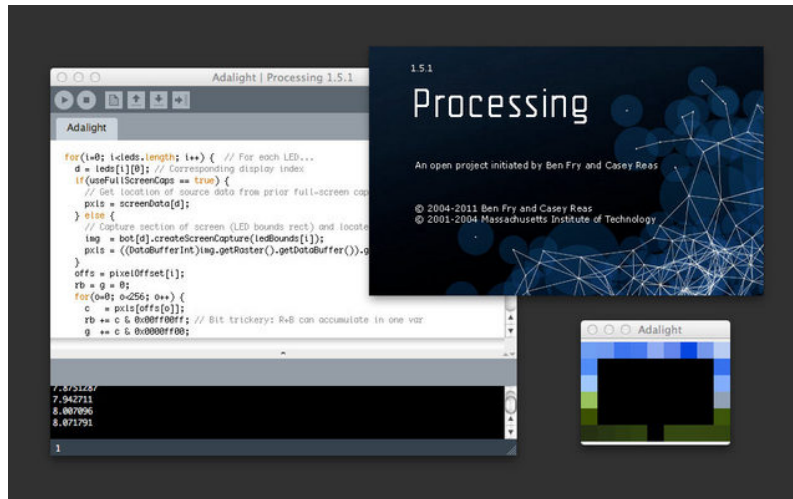 Adalight | Processing 1.5.1
Adalight
for(i=0; i<leds.length; i++) { // For each LED...
d = leds[i][0]; // Corresponding display index
if(useFullScreenCaps == true) {
// Get location of source data from prior full-screen cap
pxls = screenData[d];
} else {
// Capture section of screen (LED bounds rect) and locate
img = bot[d].createScreenCapture(ledBounds[i]);
pxls = ((DataBufferInt)img.getRaster().getDataBuffer()).g
}
offs = pixelOffset[i];
rb = g = 0;
for(o=0; o<256; o++) {
c = pxls[offs[o]];
rb += c & 0x00ff00ff; // Bit trickery: R+B can accumulate in one var
g += c & 0x0000ff00;
7.8751287
7.942711
8.007096
8.071791
1
1.5.1
Processing
An open project initiated by Ben Fry and Casey Reas
© 2004-2011 Ben Fry and Casey Reas
© 2001-2004 Massachusetts Institute of Technology
Adalight